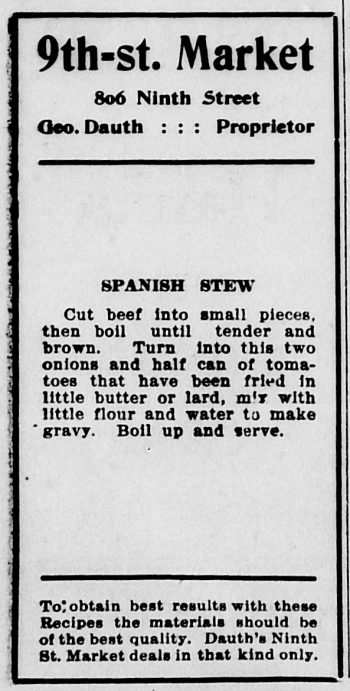 9th-st. Market
806 Ninth Street
Geo. Dauth : : : Proprietor
SPANISH STEW
Cut beef into small pieces,
then boil until tender and
brown. Turn into this two
onions and half can of toma-
toes that have been fried in
little butter or lard, mix with
little flour and water to make
gravy. Boil up and serve.
To obtain best results with these
Recipes the materials should be
of the best quality. Dauth's Ninth
St. Market deals in that kind only.